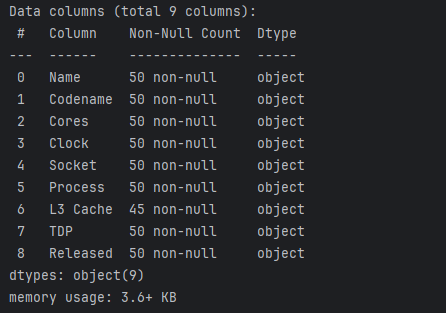 Data columns (total 9 columns):
 #   Column    Non-Null Count  Dtype
---  ------    --------------  -----
 0   Name      50 non-null     object
 1   Codename  50 non-null     object
 2   Cores     50 non-null     object
 3   Clock     50 non-null     object
 4   Socket    50 non-null     object
 5   Process   50 non-null     object
 6   L3 Cache  45 non-null     object
 7   TDP       50 non-null     object
 8   Released  50 non-null     object
dtypes: object(9)
memory usage: 3.6+ KB